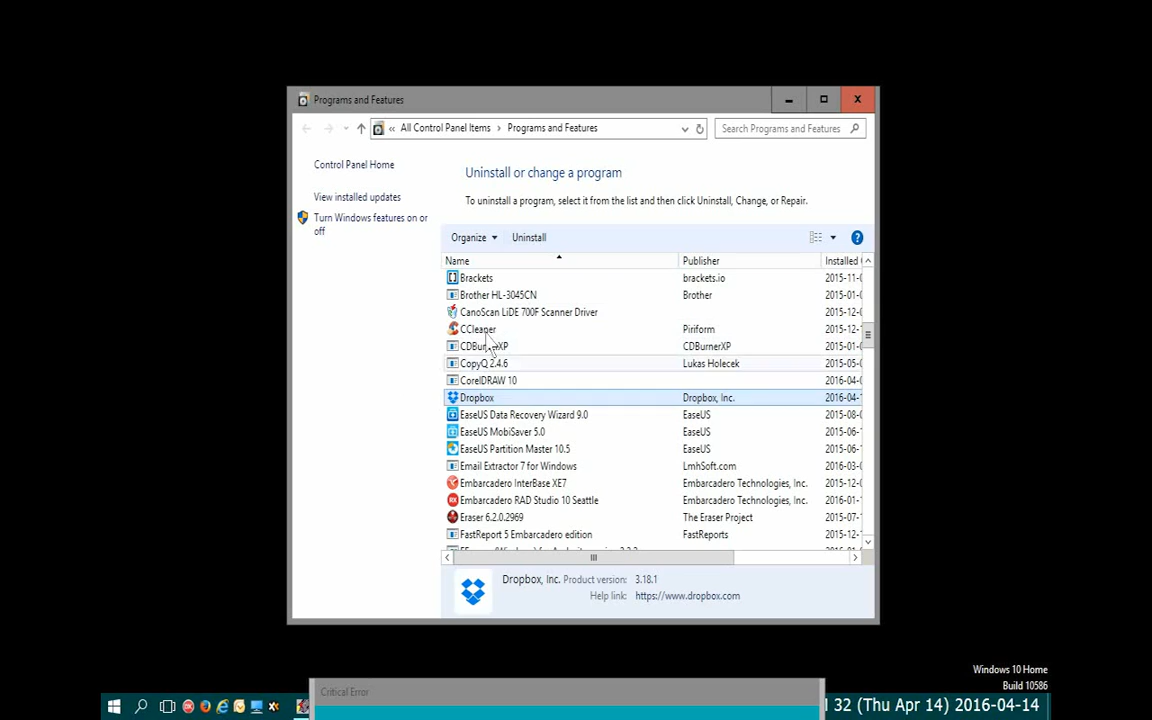 Programs and Features
« All Control Panel Items › Programs and Features
Search Programs and Features
Control Panel Home
View installed updates
Turn Windows features on or
off
Uninstall or change a program
To uninstall a program, select it from the list and then click Uninstall, Change, or Repair.
Organize Uninstall
Name Publisher Installed
Brackets brackets.io 2015-11-
Brother HL-3045CN Brother 2015-01-
CanoScan LiDE 700F Scanner Driver
CCleaner Piriform 2015-12-
CDBurnerXP CDBurnerXP 2015-01-
CopyQ 2.4.6 Lukas Holecek 2015-05-
CorelDRAW 10 2016-04-
Dropbox Dropbox, Inc. 2016-04-
EaseUS Data Recovery Wizard 9.0 EaseUS 2015-08-
EaseUS MobiSaver 5.0 EaseUS 2015-06-
EaseUS Partition Master 10.5 EaseUS 2015-06-
Email Extractor 7 for Windows LmhSoft.com 2016-03-
Embarcadero InterBase XE7 Embarcadero Technologies, Inc. 2015-12-
Embarcadero RAD Studio 10 Seattle Embarcadero Technologies, Inc. 2016-01-
Eraser 6.2.0.2969 The Eraser Project 2015-07-
FastReport 5 Embarcadero edition FastReports 2015-12-
Dropbox, Inc. Product version: 3.18.1
Help link: https://www.dropbox.com
Windows 10 Home
Build 10586
Critical Error
32 (Thu Apr 14) 2016-04-14